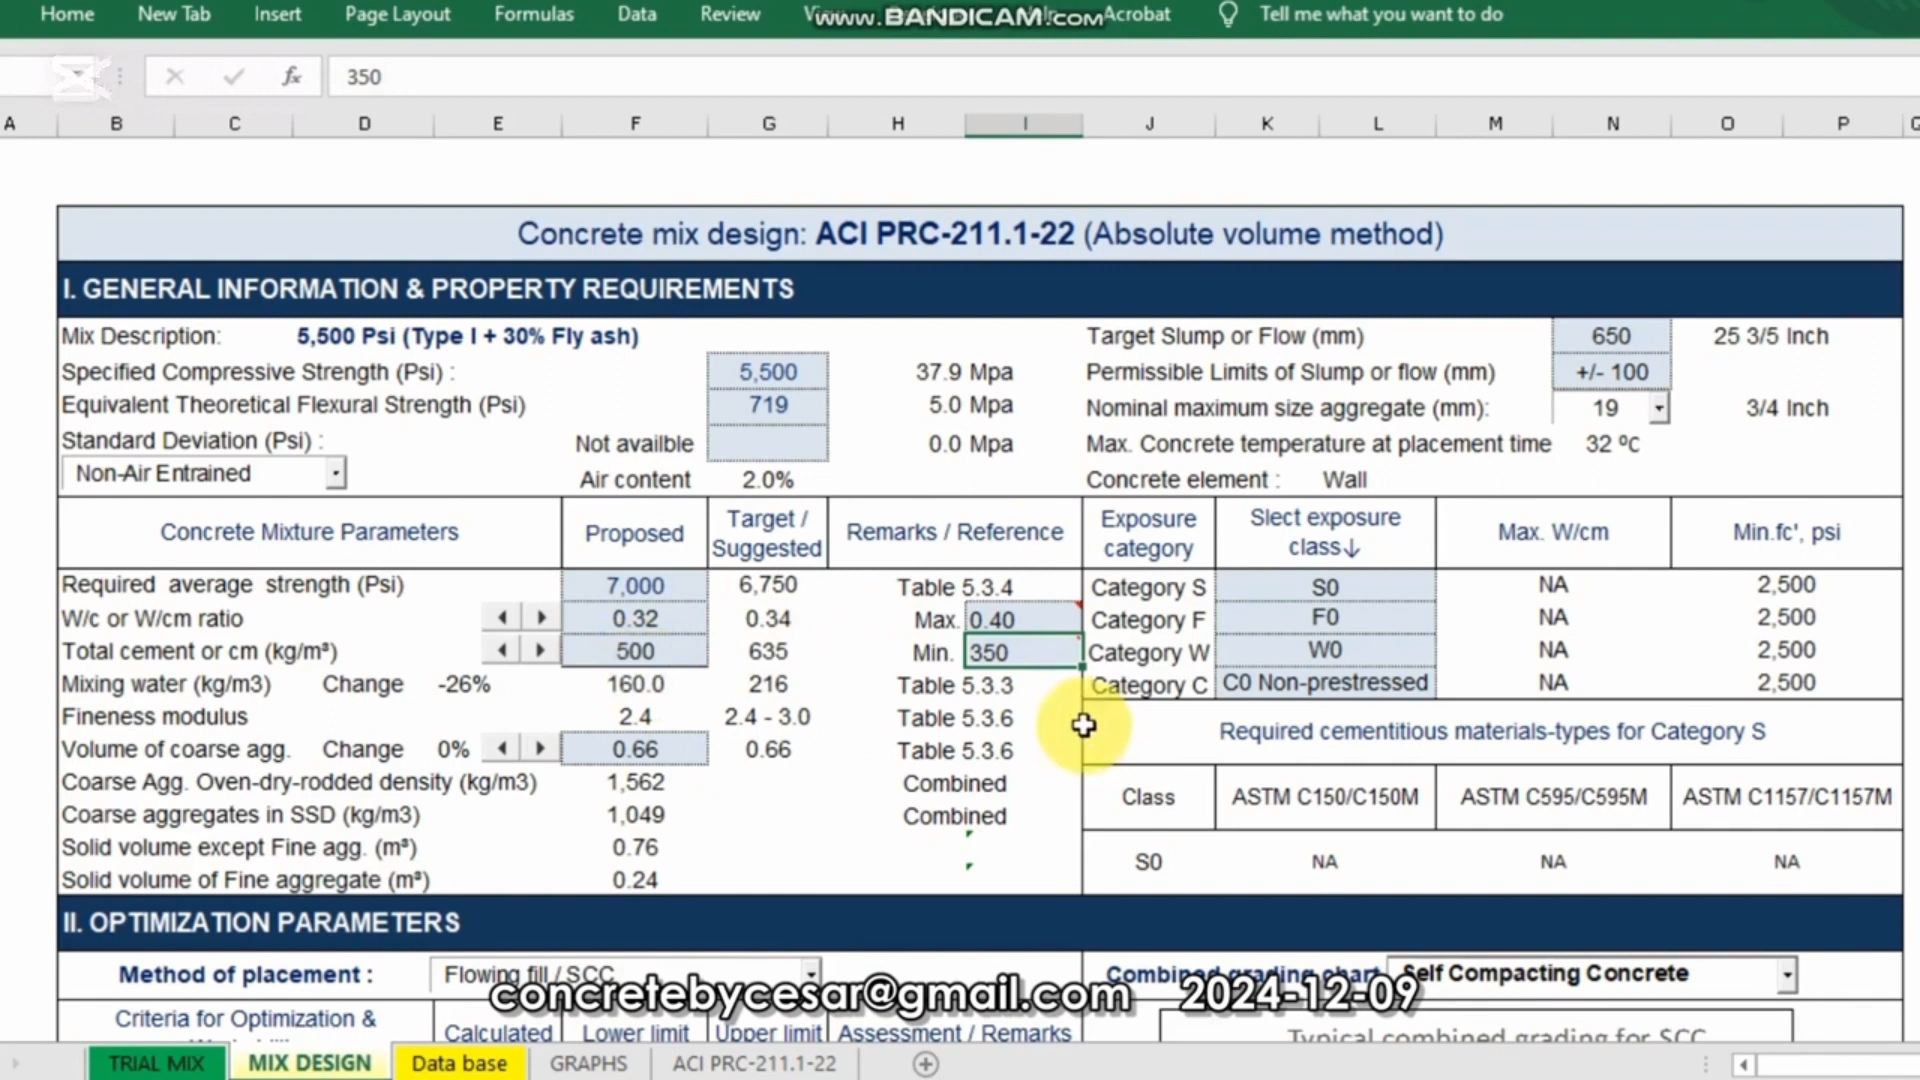 Home New Tab Insert Page Layout Formulas Data Review Acrobat Tell me what you want to do
www.BANDICAM.com
fx 350
A B C D E F G H I J K L M N O P
Concrete mix design: ACI PRC-211.1-22 (Absolute volume method)
I. GENERAL INFORMATION & PROPERTY REQUIREMENTS
Mix Description: 5,500 Psi (Type I + 30% Fly ash) Target Slump or Flow (mm) 650 25 3/5 Inch
Specified Compressive Strength (Psi) : 5,500 37.9 Mpa Permissible Limits of Slump or flow (mm) +/- 100
Equivalent Theoretical Flexural Strength (Psi) 719 5.0 Mpa Nominal maximum size aggregate (mm): 19 3/4 Inch
Standard Deviation (Psi) : Not availble 0.0 Mpa Max. Concrete temperature at placement time 32 ºC
Non-Air Entrained Air content 2.0% Concrete element : Wall
Concrete Mixture Parameters Proposed Target / Suggested Remarks / Reference Exposure category Slect exposure class↓ Max. W/cm Min.fc', psi
Required average strength (Psi) 7,000 6,750 Table 5.3.4 Category S S0 NA 2,500
W/c or W/cm ratio 0.32 0.34 Max. 0.40 Category F F0 NA 2,500
Total cement or cm (kg/m³) 500 635 Min. 350 Category W W0 NA 2,500
Mixing water (kg/m3) Change -26% 160.0 216 Table 5.3.3 Category C C0 Non-prestressed NA 2,500
Fineness modulus 2.4 2.4 - 3.0 Table 5.3.6 Required cementitious materials-types for Category S
Volume of coarse agg. Change 0% 0.66 0.66 Table 5.3.6
Coarse Agg. Oven-dry-rodded density (kg/m3) 1,562 Combined Class ASTM C150/C150M ASTM C595/C595M ASTM C1157/C1157M
Coarse aggregates in SSD (kg/m3) 1,049 Combined
Solid volume except Fine agg. (m³) 0.76 S0 NA NA NA
Solid volume of Fine aggregate (m³) 0.24
II. OPTIMIZATION PARAMETERS
Method of placement : Flowing fill / SCC Combined grading chart Self Compacting Concrete
concretebycesar@gmail.com 2024-12-09
Criteria for Optimization & Calculated Lower limit Upper limit Assessment / Remarks Typical combined grading for SCC
TRIAL MIX MIX DESIGN Data base GRAPHS ACI PRC-211.1-22